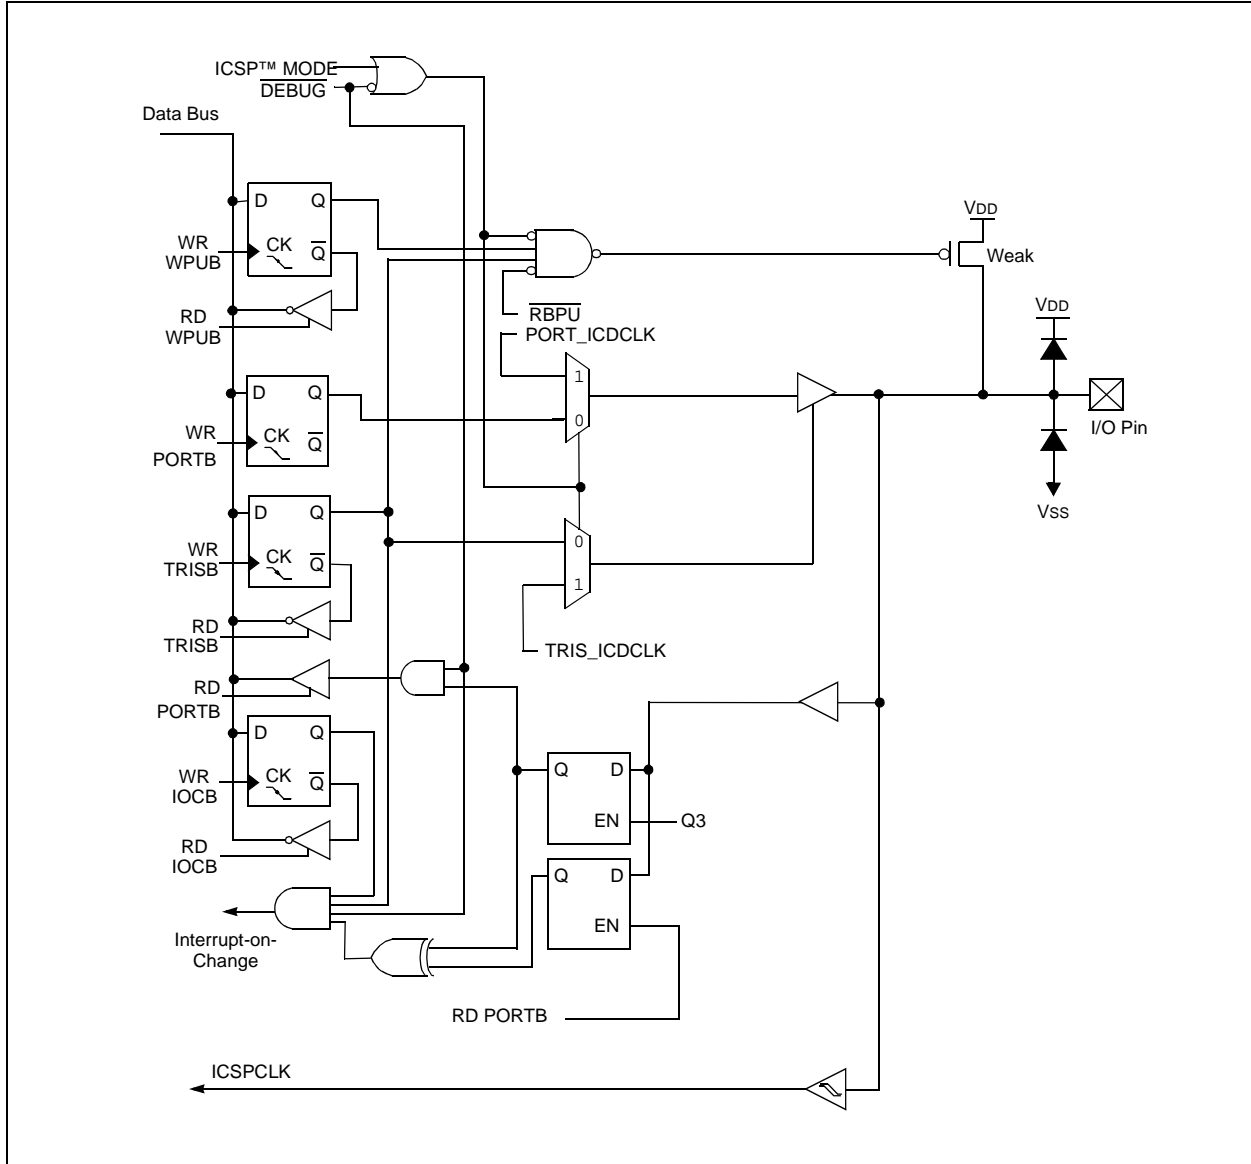 ICSP™ MODE
DEBUG
Data Bus
D Q
WR
WPUB
CK Q
RD
WPUB
RBPU
PORT_ICDCLK
VDD
Weak
VDD
1
0
D Q
WR
PORTB
CK Q
I/O Pin
VSS
D Q
WR
TRISB
CK Q
0
1
RD
TRISB
TRIS_ICDCLK
RD
PORTB
D Q
WR
IOCB
CK Q
Q D
EN
Q3
RD
IOCB
Q D
EN
Interrupt-on-
Change
RD PORTB
ICSPCLK